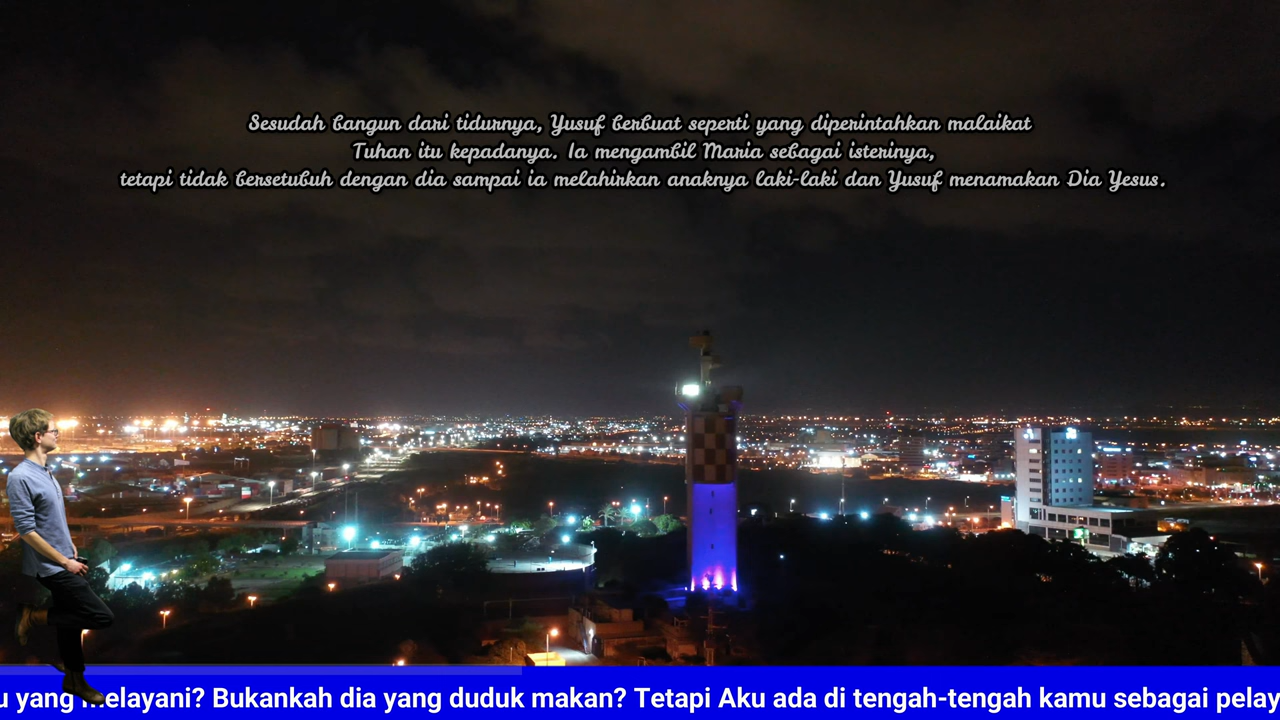 Sesudah bangun dari tidurnya, Yusuf berbuat seperti yang diperintahkan malaikat
Tuhan itu kepadanya. Ia mengambil Maria sebagai isterinya,
tetapi tidak bersetubuh dengan dia sampai ia melahirkan anaknya laki-laki dan Yusuf menamakan Dia Yesus.
u yang melayani? Bukankah dia yang duduk makan? Tetapi Aku ada di tengah-tengah kamu sebagai pelay